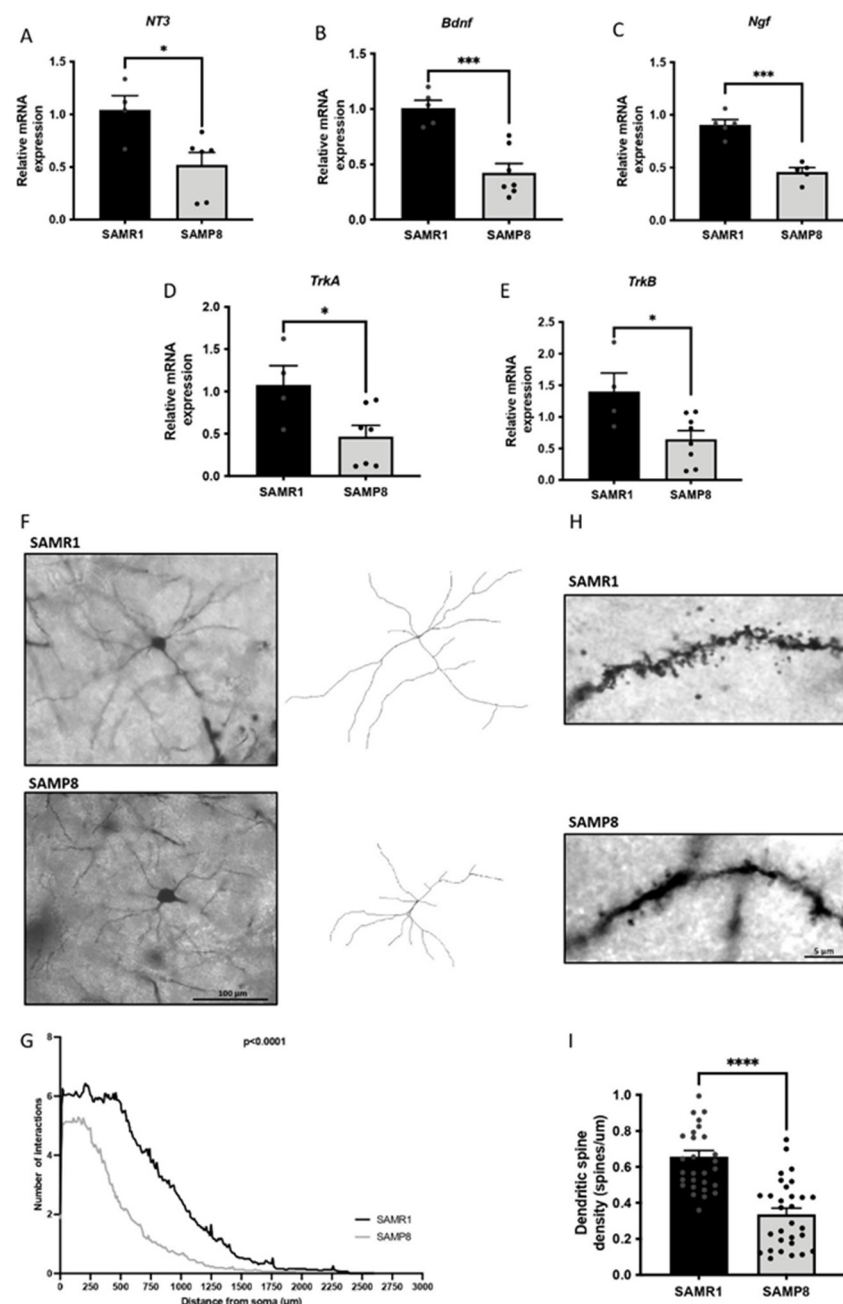 A
NT3
*
Relative mRNA
expression
1.5
1.0
0.5
0.0
SAMR1
SAMP8
B
Bdnf
***
Relative mRNA
expression
1.5
1.0
0.5
0.0
SAMR1
SAMP8
C
Ngf
***
Relative mRNA
expression
1.5
1.0
0.5
0.0
SAMR1
SAMP8
D
TrkA
*
Relative mRNA
expression
2.0
1.5
1.0
0.5
0.0
SAMR1
SAMP8
E
TrkB
*
Relative mRNA
expression
2.5
2.0
1.5
1.0
0.5
0.0
SAMR1
SAMP8
F
SAMR1
SAMP8
100 µm
H
SAMR1
SAMP8
5 µm
G
p<0.0001
Number of interactions
8
6
4
2
0
SAMR1
SAMP8
0 250 500 750 1000 1250 1500 1750 2000 2250 2500 2750 3000
Distance from soma (um)
I
****
Dendritic spine
density (spines/um)
1.0
0.8
0.6
0.4
0.2
0.0
SAMR1
SAMP8